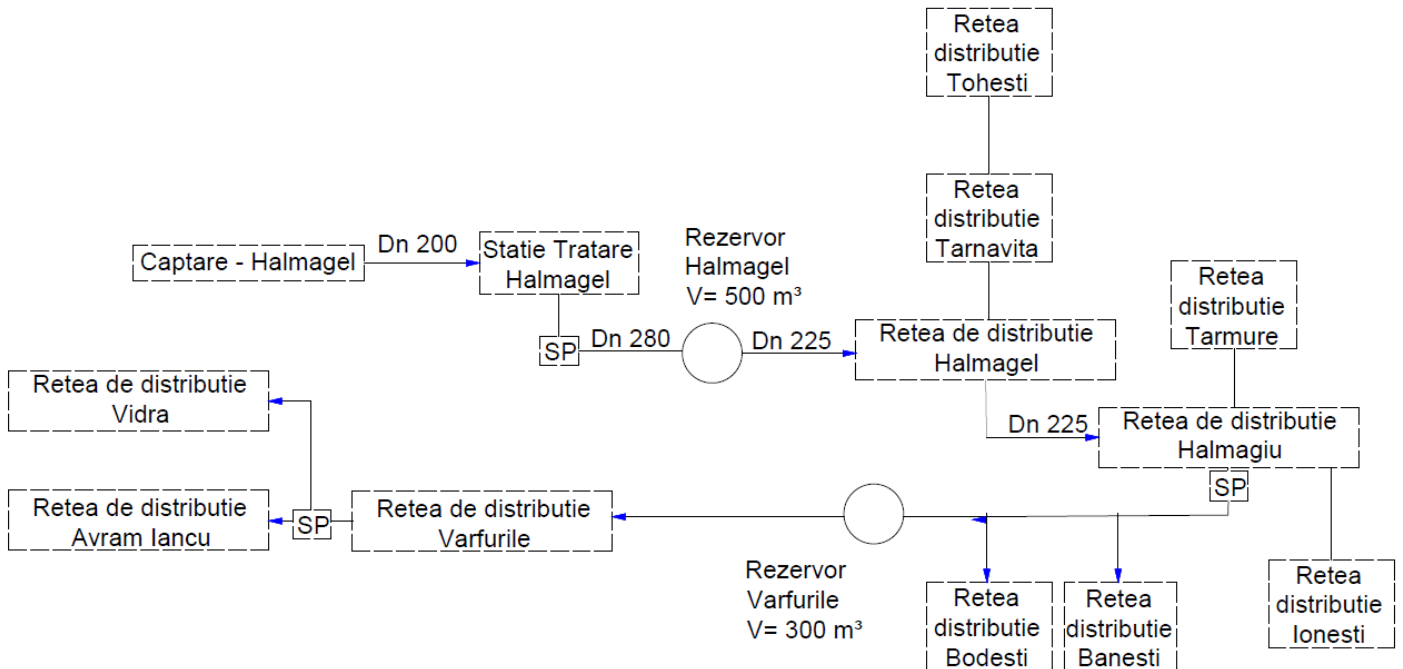 Retea
distributie
Tohesti
Retea
distributie
Tarnavita
Captare - Halmagel
Dn 200
Statie Tratare
Halmagel
SP
Dn 280
Rezervor
Halmagel
V= 500 m³
Dn 225
Retea de distributie
Halmagel
Retea
distributie
Tarmure
Dn 225
Retea de distributie
Halmagiu
SP
Retea de distributie
Vidra
Retea de distributie
Avram Iancu
SP
Retea de distributie
Varfurile
Rezervor
Varfurile
V= 300 m³
Retea
distributie
Bodesti
Retea
distributie
Banesti
Retea
distributie
Ionesti